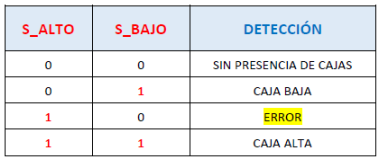 S_ALTO S_BAJO DETECCIÓN
0 0 SIN PRESENCIA DE CAJAS
0 1 CAJA BAJA
1 0 ERROR
1 1 CAJA ALTA